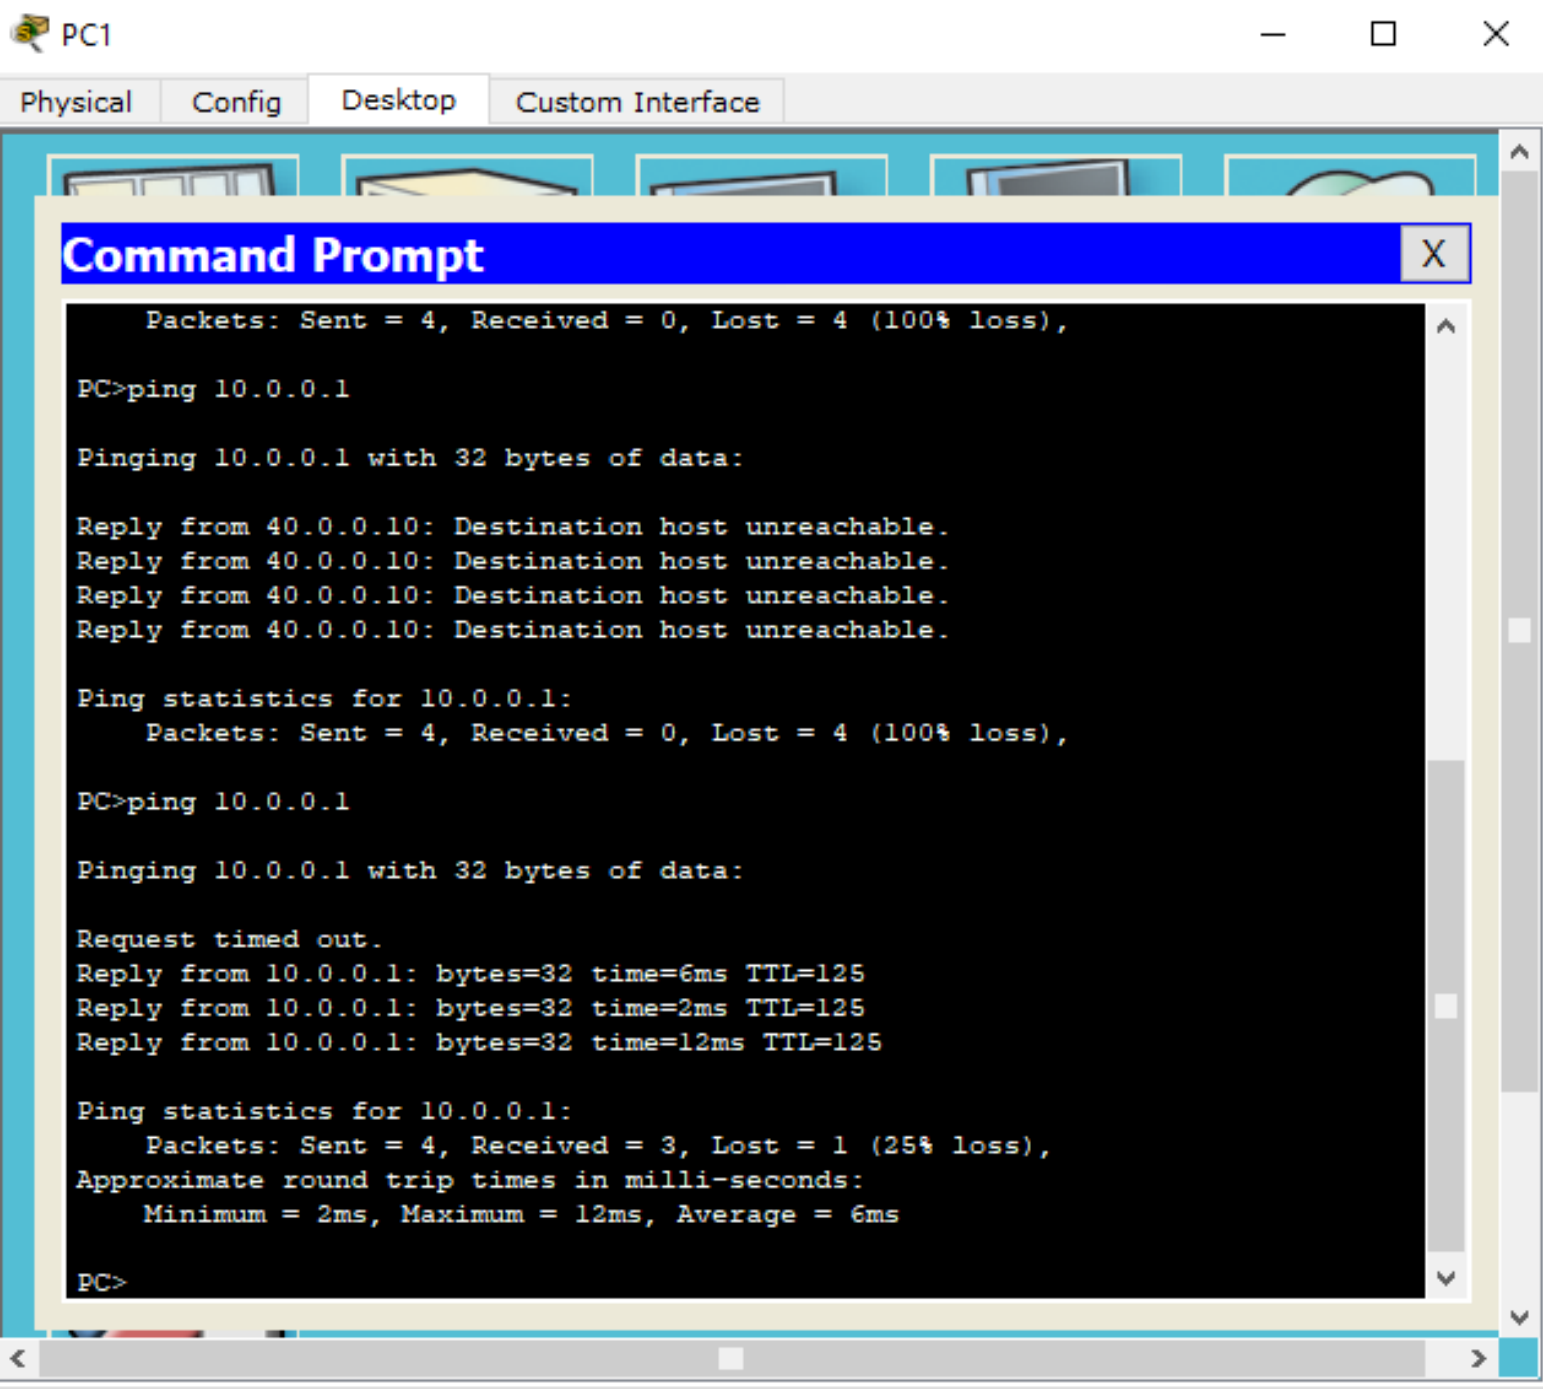 PC1
Physical Config Desktop Custom Interface
Command Prompt X
Packets: Sent = 4, Received = 0, Lost = 4 (100% loss),
PC>ping 10.0.0.1
Pinging 10.0.0.1 with 32 bytes of data:
Reply from 40.0.0.10: Destination host unreachable.
Reply from 40.0.0.10: Destination host unreachable.
Reply from 40.0.0.10: Destination host unreachable.
Reply from 40.0.0.10: Destination host unreachable.
Ping statistics for 10.0.0.1:
Packets: Sent = 4, Received = 0, Lost = 4 (100% loss),
PC>ping 10.0.0.1
Pinging 10.0.0.1 with 32 bytes of data:
Request timed out.
Reply from 10.0.0.1: bytes=32 time=6ms TTL=125
Reply from 10.0.0.1: bytes=32 time=2ms TTL=125
Reply from 10.0.0.1: bytes=32 time=12ms TTL=125
Ping statistics for 10.0.0.1:
Packets: Sent = 4, Received = 3, Lost = 1 (25% loss),
Approximate round trip times in milli-seconds:
Minimum = 2ms, Maximum = 12ms, Average = 6ms
PC>